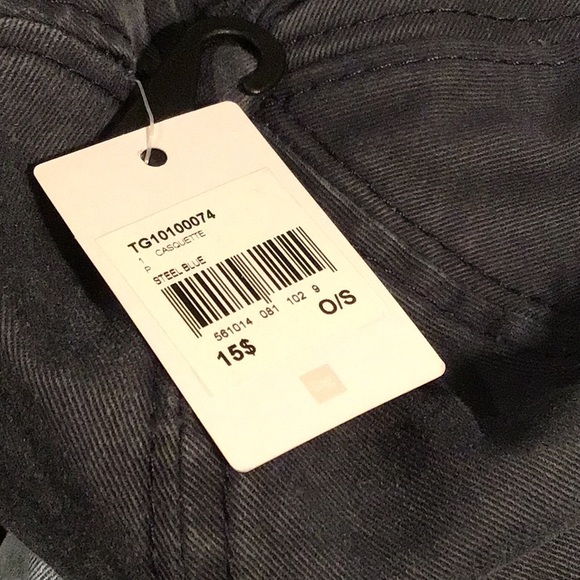 TG10100074
1 CASQUETTE
P
STEEL BLUE
561014 081 102 9
15$ O/S